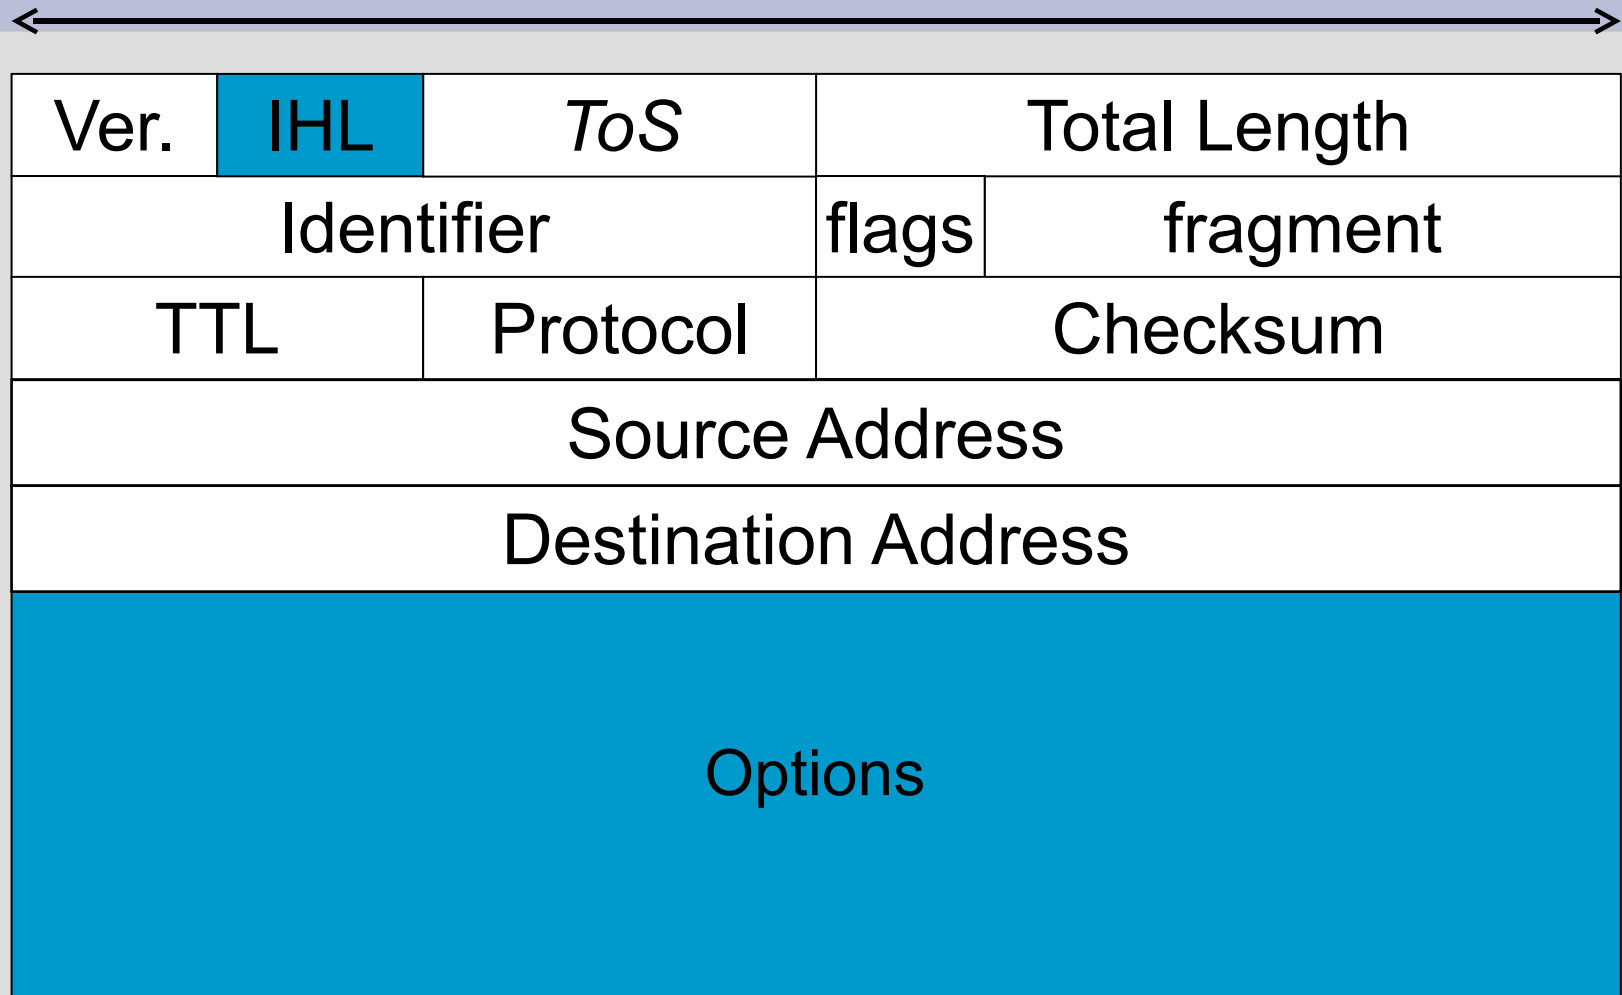 Ver. IHL ToS Total Length
Identifier flags fragment
TTL Protocol Checksum
Source Address
Destination Address
Options